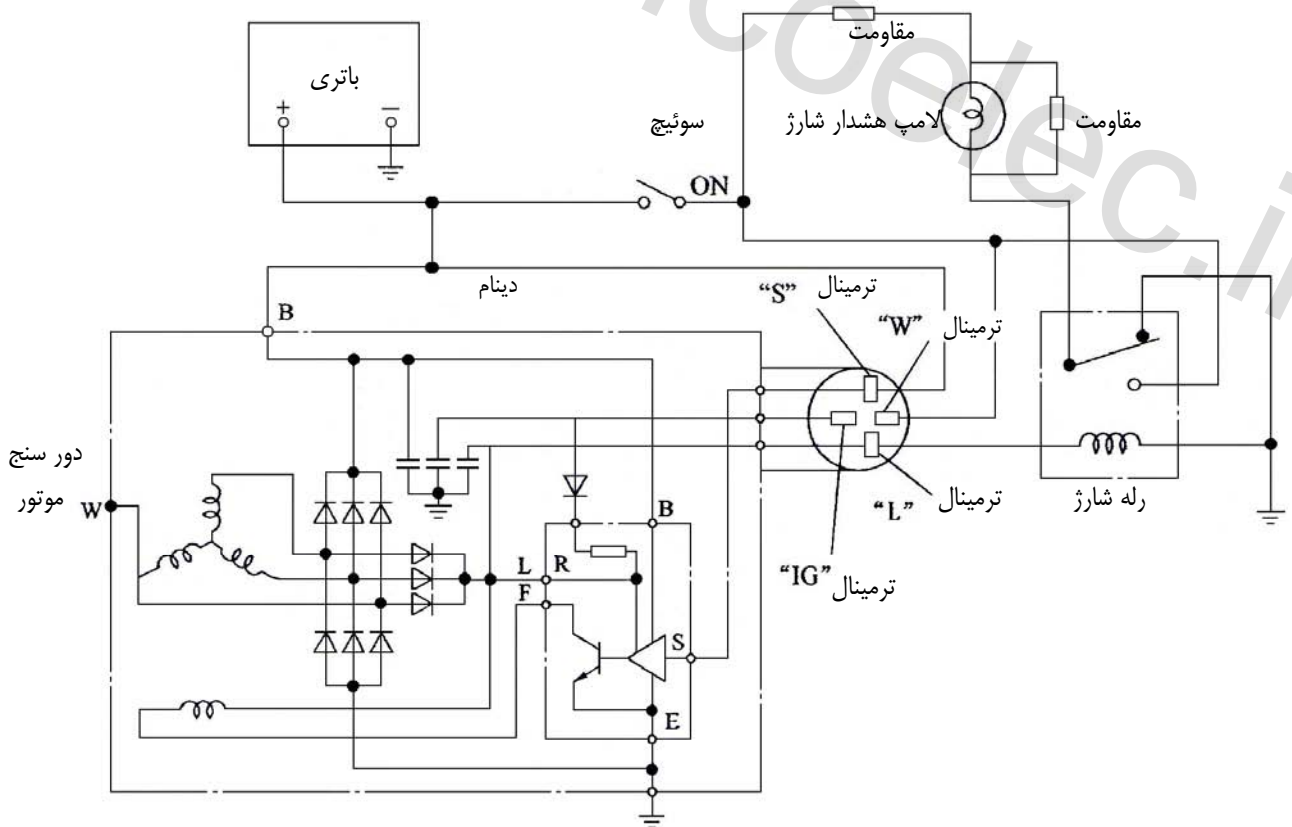 مقاومت
باتری
+
−
سوئیچ
ON
لامپ هشدار شارژ
مقاومت
دینام
B
ترمینال "S"
ترمینال "W"
دور سنج
موتور
W
B
ترمینال "L"
رله شارژ
L
R
"IG" ترمینال
F
S
E
coelec.i